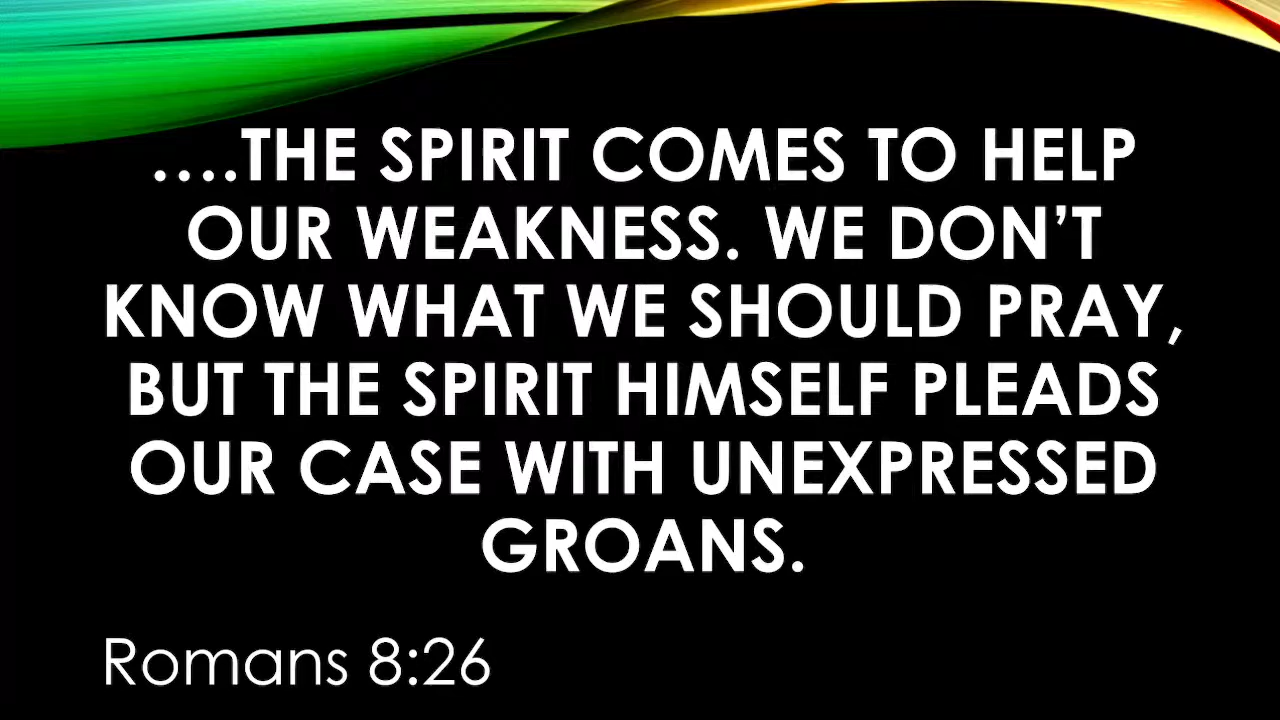 ....THE SPIRIT COMES TO HELP
OUR WEAKNESS. WE DON’T
KNOW WHAT WE SHOULD PRAY,
BUT THE SPIRIT HIMSELF PLEADS
OUR CASE WITH UNEXPRESSED
GROANS.
Romans 8:26